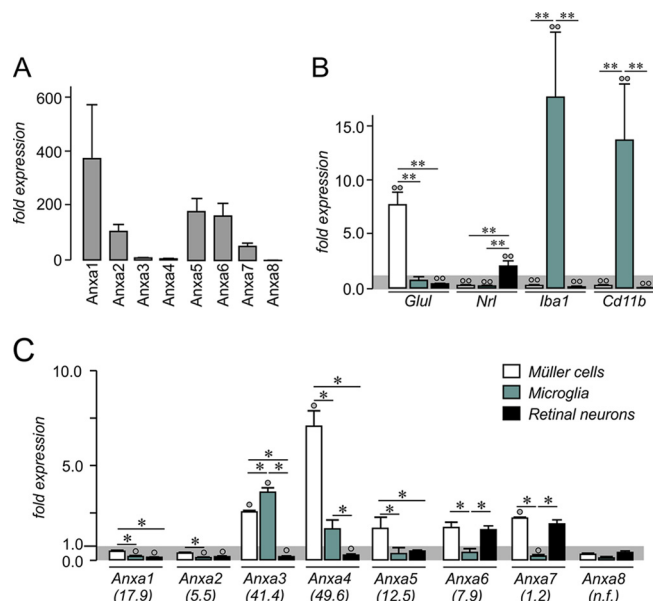 A
fold expression
600
400
200
0
Anxa1
Anxa2
Anxa3
Anxa4
Anxa5
Anxa6
Anxa7
Anxa8
B
fold expression
15.0
10.0
5.0
0.0
** ** ** **
**
**
**
**
°° °° °° °° °° °° °° °° °°
Glul Nrl Iba1 Cd11b
C
fold expression
10.0
5.0
1.0
0.0
Müller cells
Microglia
Retinal neurons
*
*
*
*
* *
*
*
*
*
*
*
* *
* *
Anxa1 Anxa2 Anxa3 Anxa4 Anxa5 Anxa6 Anxa7 Anxa8
(17.9) (5.5) (41.4) (49.6) (12.5) (7.9) (1.2) (n.f.)